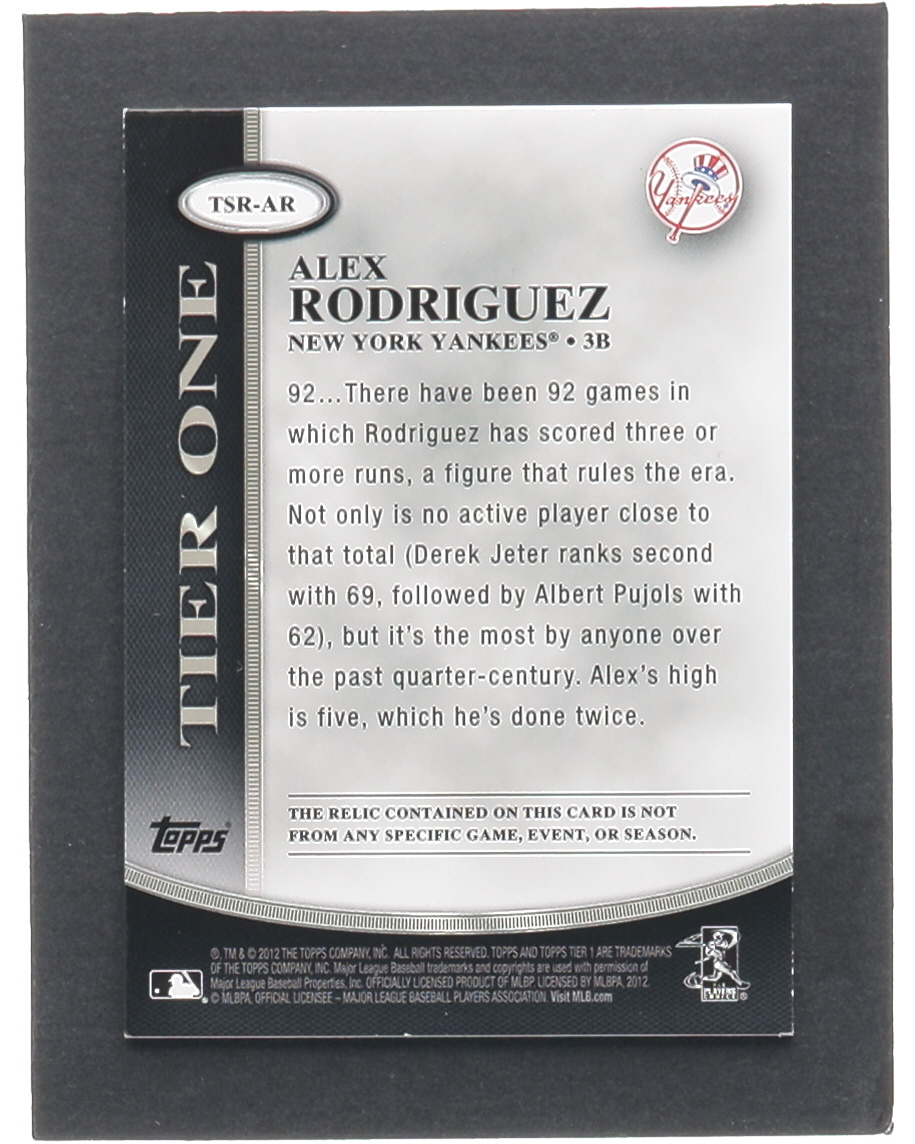 TSR-AR
Yankees
TIER ONE
ALEX
RODRIGUEZ
NEW YORK YANKEES® • 3B
92...There have been 92 games in
which Rodriguez has scored three or
more runs, a figure that rules the era.
Not only is no active player close to
that total (Derek Jeter ranks second
with 69, followed by Albert Pujols with
62), but it's the most by anyone over
the past quarter-century. Alex's high
is five, which he's done twice.
THE RELIC CONTAINED ON THIS CARD IS NOT
FROM ANY SPECIFIC GAME, EVENT, OR SEASON.
topps®
®, TM & © 2012 THE TOPPS COMPANY, INC. ALL RIGHTS RESERVED. TOPPS AND TOPPS TIER 1 ARE TRADEMARKS
OF THE TOPPS COMPANY, INC. Major League Baseball trademarks and copyrights are used with permission of
Major League Baseball Properties, Inc. OFFICIALLY LICENSED PRODUCT OF MLBP. LICENSED BY MLBPA, 2012.
© MLBPA, OFFICIAL LICENSEE – MAJOR LEAGUE BASEBALL PLAYERS ASSOCIATION. Visit MLB.com
PLAYERS
CHOICE®